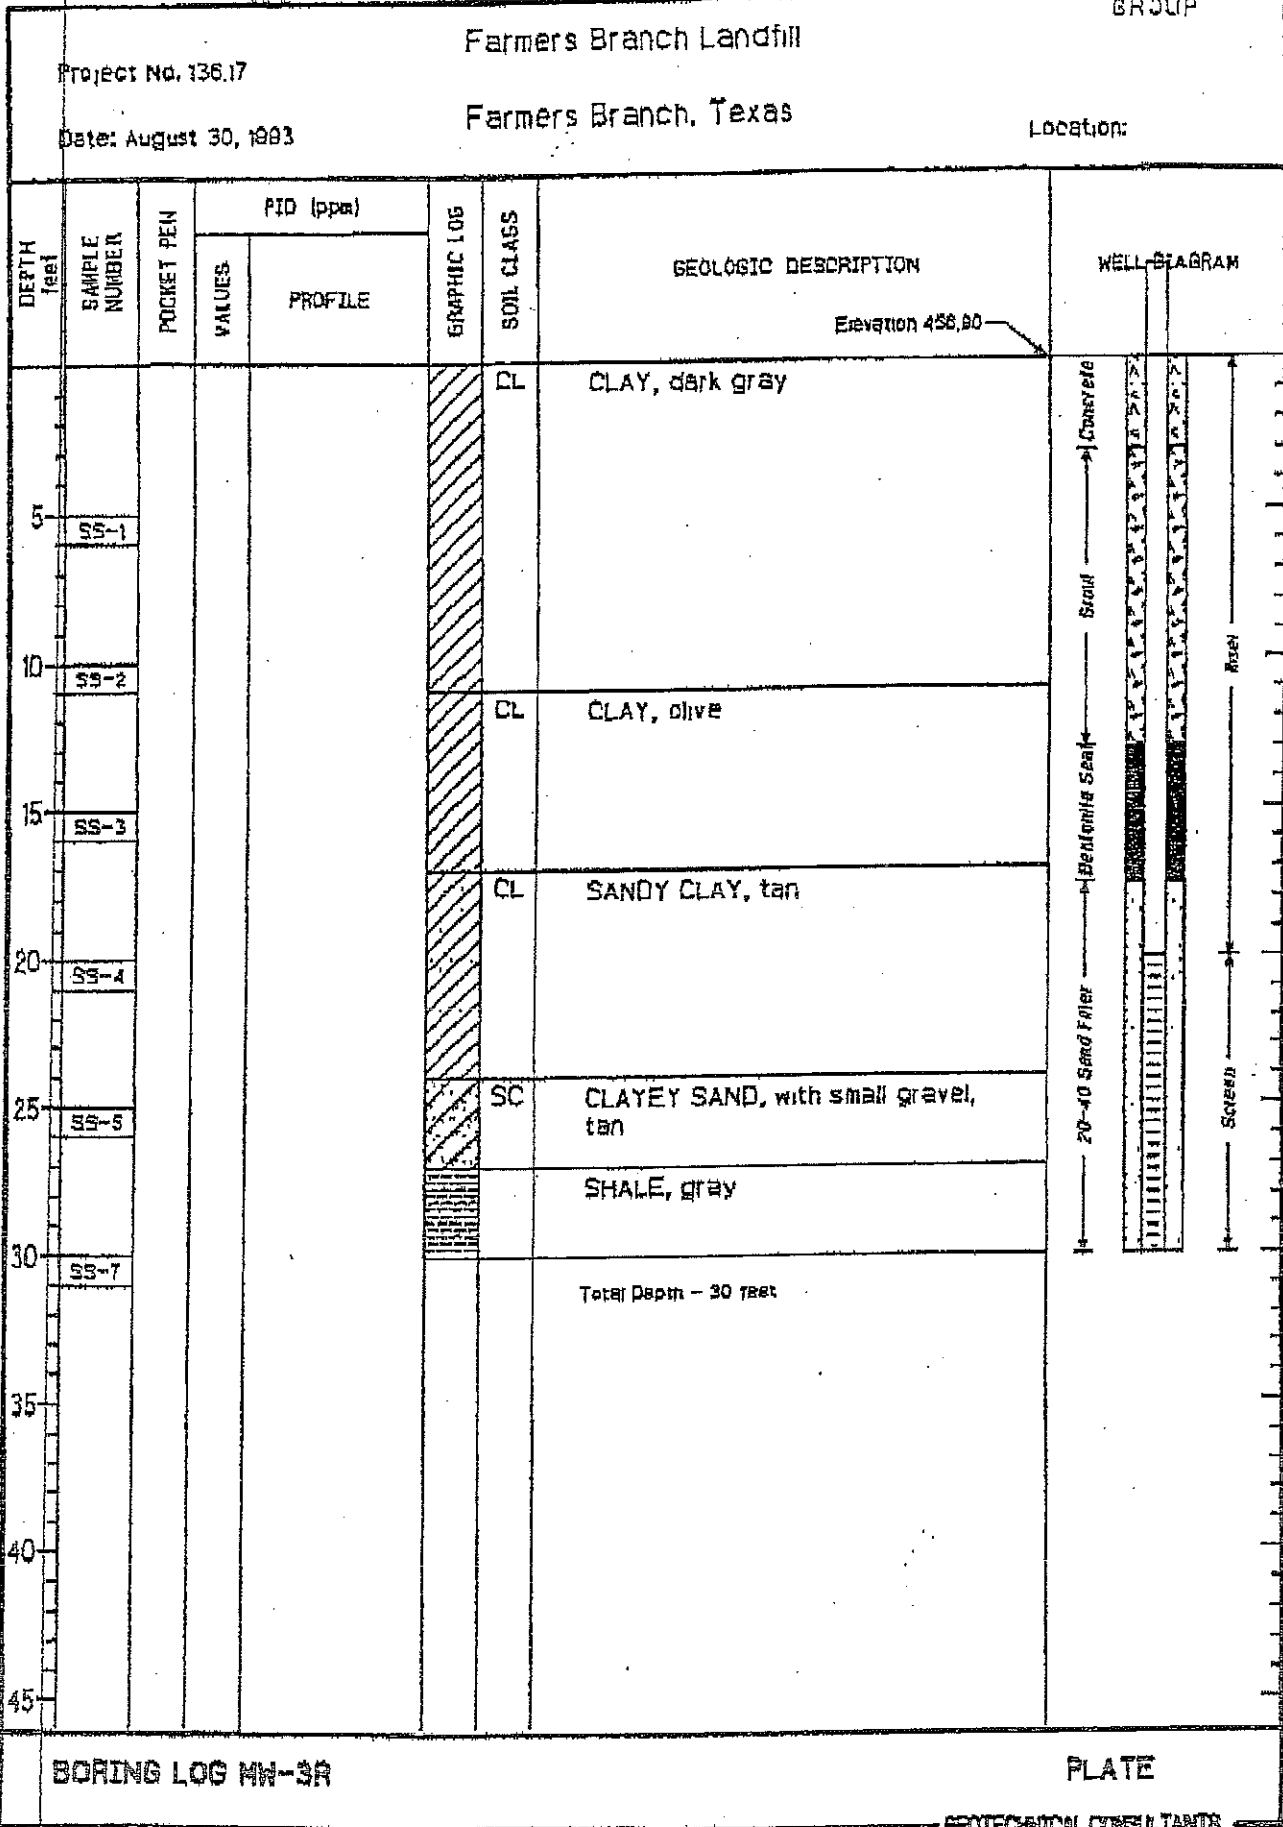 GROUP
Farmers Branch Landfill
Project No. 136.17
Farmers Branch, Texas
Date: August 30, 1993
Location:
DEPTH feet
SAMPLE NUMBER
POCKET PEN
PID (ppm)
VALUES
PROFILE
GRAPHIC LOG
SOIL CLASS
GEOLOGIC DESCRIPTION
WELL DIAGRAM
Elevation
CL CLAY, dark gray
Concrete
5
SS-1
Grout
Riser
10
SS-2
CL CLAY, olive
Bentonite Seal
15
SS-3
CL SANDY CLAY, tan
20
SS-4
20-40 Sand Filter
Screen
SC CLAYEY SAND, with small gravel,
tan
25
SS-5
SHALE, gray
30
SS-7
Total Depth - 30 feet
35
40
45
BORING LOG MW-3R
PLATE
GEOTECHNICAL CONSULTANTS